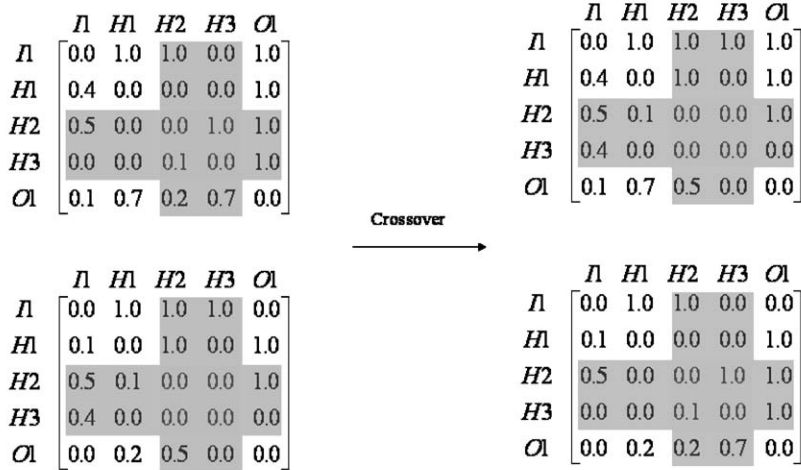 I1 H1 H2 H3 O1
I1 0.0 1.0 1.0 0.0 1.0
H1 0.4 0.0 0.0 0.0 1.0
H2 0.5 0.0 0.0 1.0 1.0
H3 0.0 0.0 0.1 0.0 1.0
O1 0.1 0.7 0.2 0.7 0.0
I1 H1 H2 H3 O1
I1 0.0 1.0 1.0 1.0 0.0
H1 0.1 0.0 1.0 0.0 1.0
H2 0.5 0.1 0.0 0.0 1.0
H3 0.4 0.0 0.0 0.0 0.0
O1 0.0 0.2 0.5 0.0 0.0
Crossover
I1 H1 H2 H3 O1
I1 0.0 1.0 1.0 1.0 1.0
H1 0.4 0.0 1.0 0.0 1.0
H2 0.5 0.1 0.0 0.0 1.0
H3 0.4 0.0 0.0 0.0 0.0
O1 0.1 0.7 0.5 0.0 0.0
I1 H1 H2 H3 O1
I1 0.0 1.0 1.0 0.0 0.0
H1 0.1 0.0 0.0 0.0 1.0
H2 0.5 0.0 0.0 1.0 1.0
H3 0.0 0.0 0.1 0.0 1.0
O1 0.0 0.2 0.2 0.7 0.0